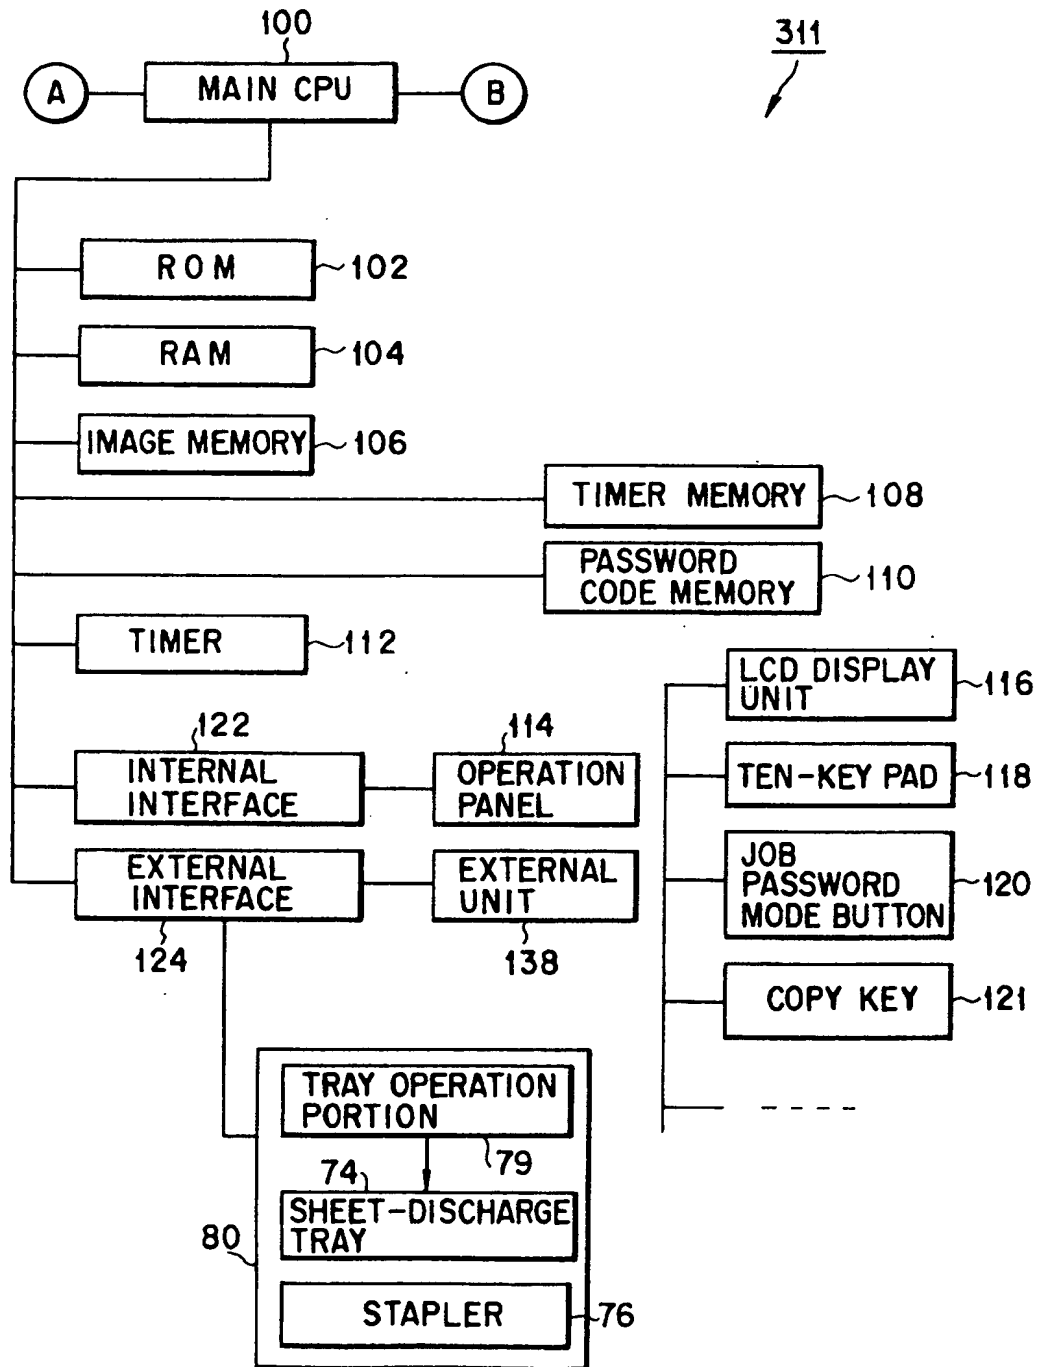 100
311
A
MAIN CPU
B
ROM
102
RAM
104
IMAGE MEMORY
106
TIMER MEMORY
108
PASSWORD
CODE MEMORY
110
TIMER
112
LCD DISPLAY
UNIT
116
122
INTERNAL
INTERFACE
114
OPERATION
PANEL
TEN-KEY PAD
118
JOB
PASSWORD
MODE BUTTON
120
EXTERNAL
INTERFACE
124
EXTERNAL
UNIT
138
COPY KEY
121
TRAY OPERATION
PORTION
79
74
SHEET-DISCHARGE
TRAY
80
STAPLER
76